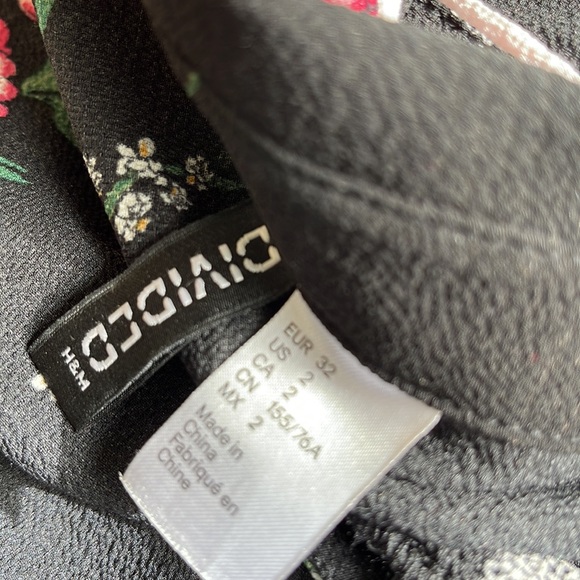 DIVIDED
H&M
EUR 32
US 2
CA 2
CN 155/76A
MX 2
Made in
China
Fabriqué en
Chine